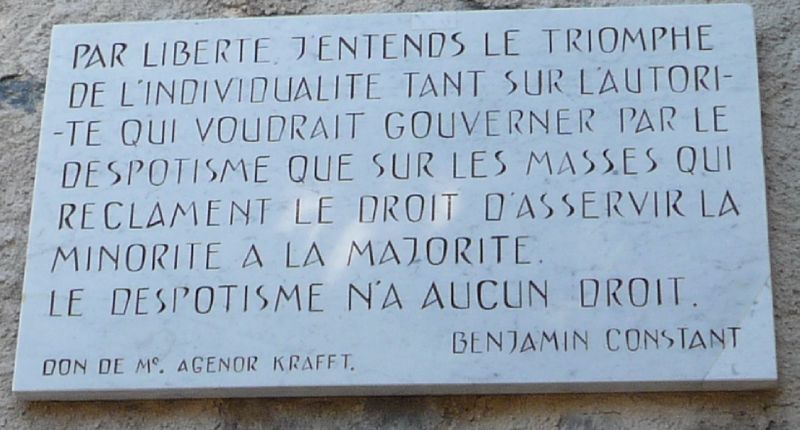 PAR LIBERTE, J'ENTENDS LE TRIOMPHE
DE L'INDIVIDUALITE TANT SUR L'AUTORI-
-TE QUI VOUDRAIT GOUVERNER PAR LE
DESPOTISME QUE SUR LES MASSES QUI
RECLAMENT LE DROIT D'ASSERVIR LA
MINORITE A LA MAJORITE.
LE DESPOTISME N'A AUCUN DROIT.
BENJAMIN CONSTANT
DON DE Me. AGENOR KRAFFT.